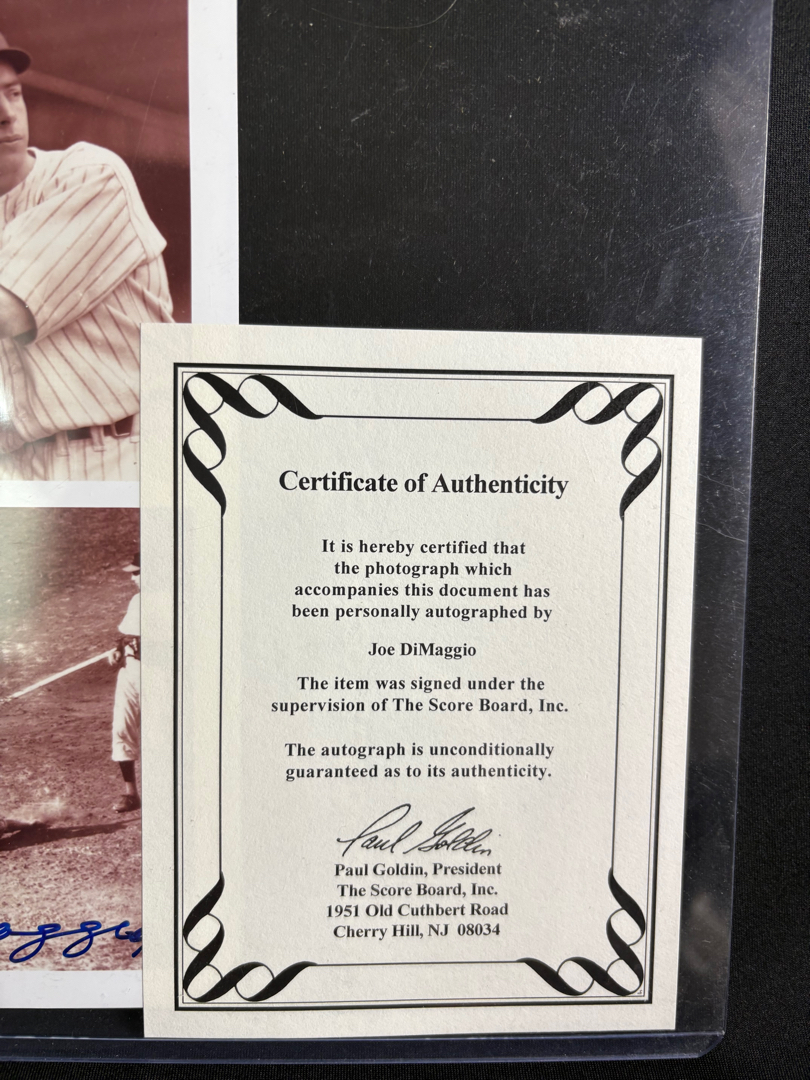 Certificate of Authenticity
It is hereby certified that
the photograph which
accompanies this document has
been personally autographed by
Joe DiMaggio
The item was signed under the
supervision of The Score Board, Inc.
The autograph is unconditionally
guaranteed as to its authenticity.
Paul Goldin
Paul Goldin, President
The Score Board, Inc.
1951 Old Cuthbert Road
Cherry Hill, NJ 08034